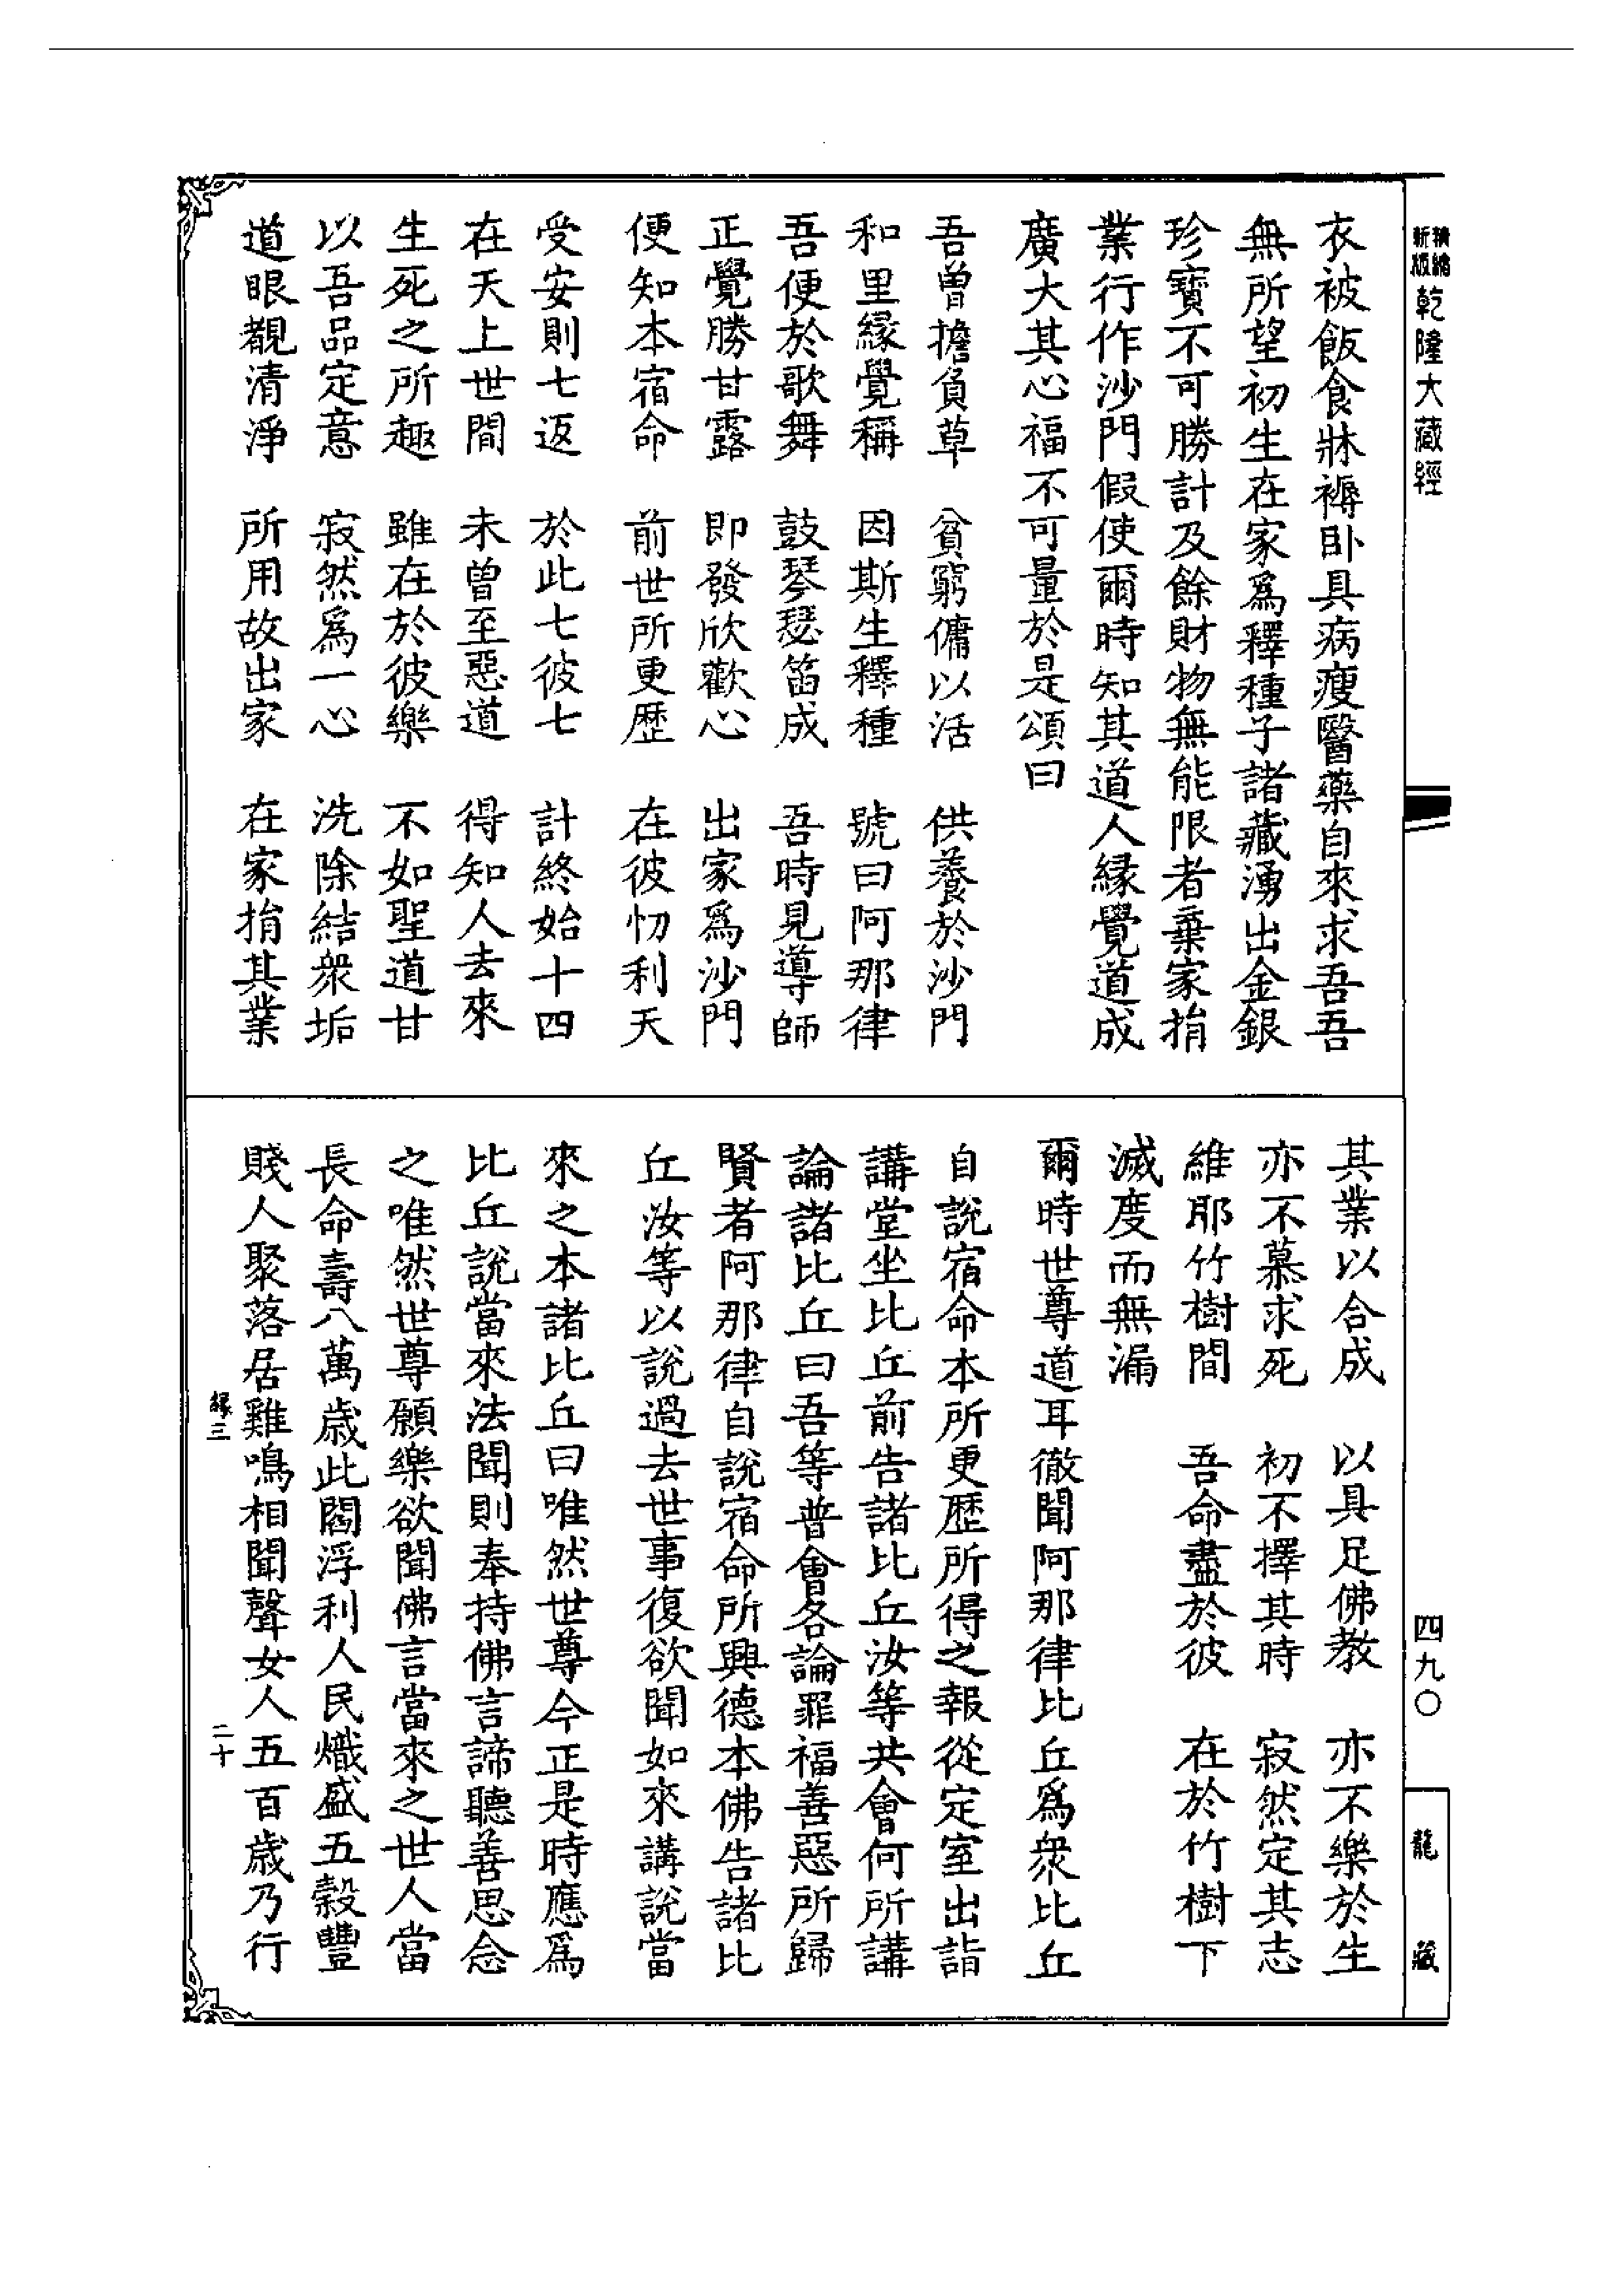 新版精縮乾隆大藏經
衣被飯食牀褥臥具病瘦醫藥自來求吾吾
無所望初生在家爲釋種子諸藏湧出金銀
珍寶不可勝計及餘財物無能限者棄家捐
業行作沙門假使爾時知其道人緣覺道成
廣大其心福不可量於是頌曰
吾曾擔負草　貧窮傭以活　供養於沙門
和里緣覺稱　因斯生釋種　號曰阿那律
吾便於歌舞　鼓琴瑟笛成　吾時見導師
正覺勝甘露　即發欣歡心　出家爲沙門
便知本宿命　前世所更歷　在彼忉利天
受安則七返　於此七彼七　計終始十四
在天上世間　未曾至惡道　得知人去來
生死之所趣　雖在於彼樂　不如聖道甘
以吾品定意　寂然爲一心　洗除結衆垢
道眼覩清淨　所用故出家　在家捐其業
其業以合成　以具足佛教　亦不樂於生
亦不慕求死　初不擇其時　寂然定其志
維耶竹樹間　吾命盡於彼　在於竹樹下
滅度而無漏
爾時世尊道耳徹聞阿那律比丘爲衆比丘
自說宿命本所更歷所得之報從定室出詣
講堂坐比丘前告諸比丘汝等共會何所講
論諸比丘曰吾等普會各論罪福善惡所歸
賢者阿那律自說宿命所興德本佛告諸比
丘汝等以說過去世事復欲聞如來講說當
來之本諸比丘曰唯然世尊今正是時應爲
比丘說當來法聞則奉持佛言諦聽善思念
之唯然世尊願樂欲聞佛言當來之世人當
長命壽八萬歲此閻浮利人民熾盛五穀豐
賤人聚落居雞鳴相聞聲女人五百歲乃行
緣三
二十
四九〇
龍藏